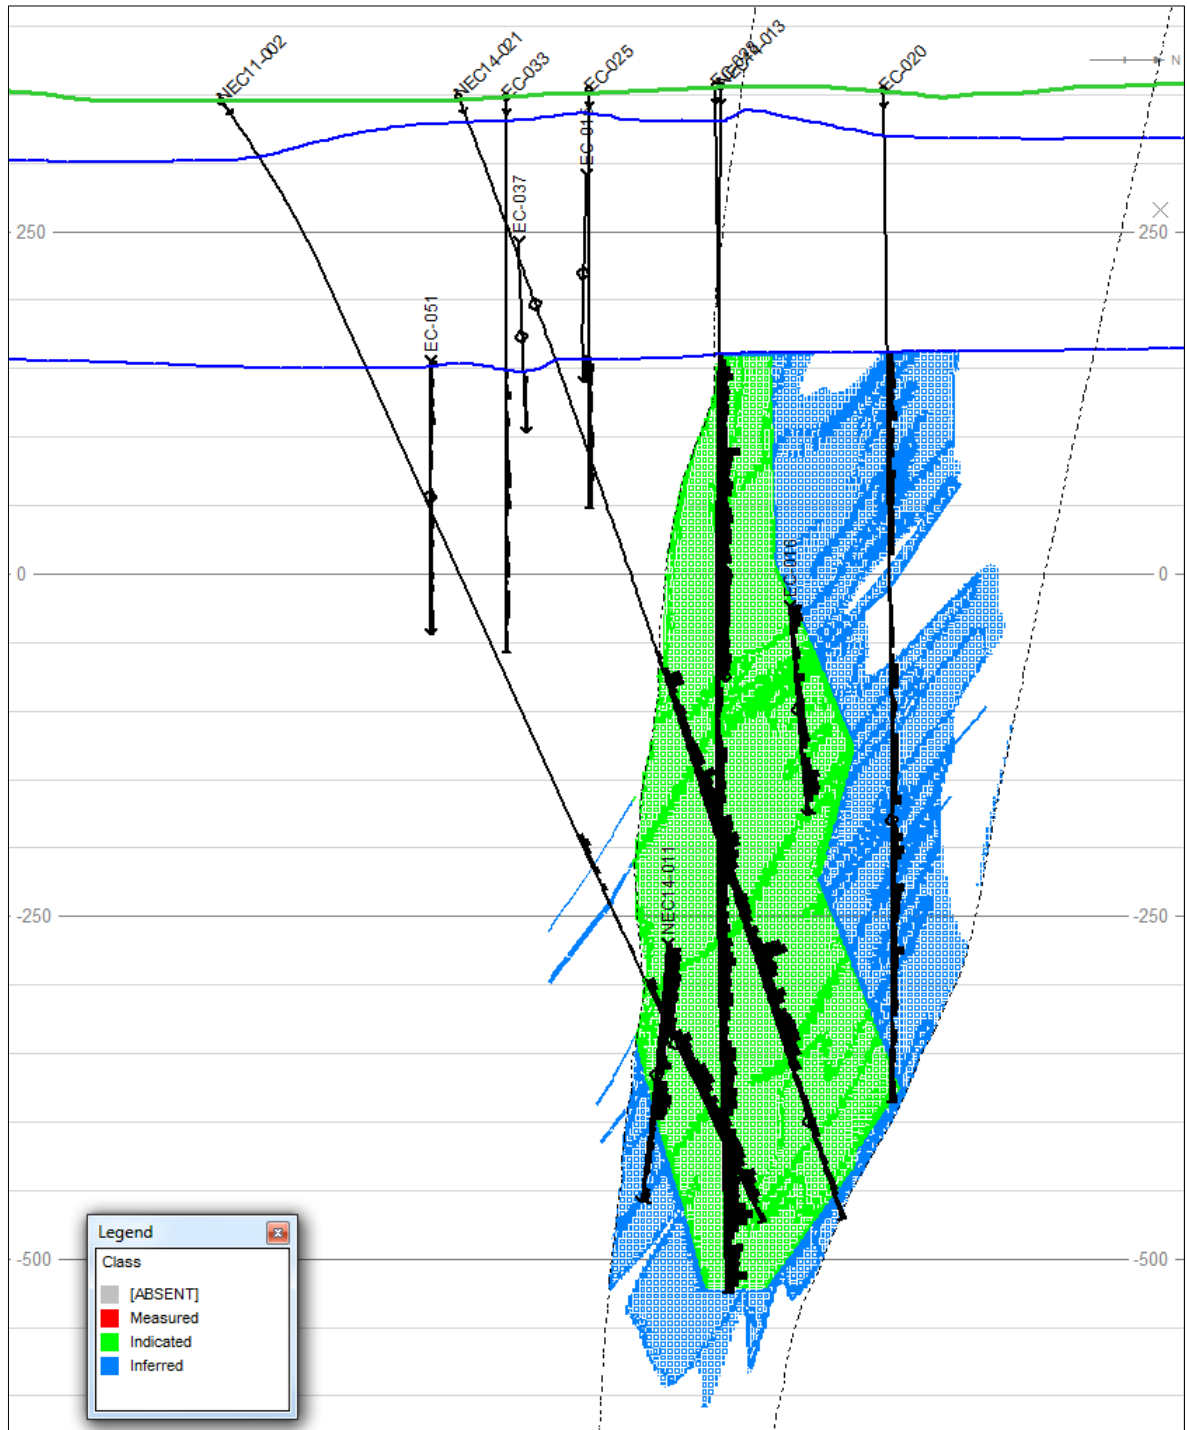 NEC11-002
NEC14-021
EC-033
EC-025
NEC14-013
EC-020
N
EC-037
250
250
EC-051
0
0
EC-016
NEC14-011
-250
-250
-500
-500
Legend
Class
[ABSENT]
Measured
Indicated
Inferred